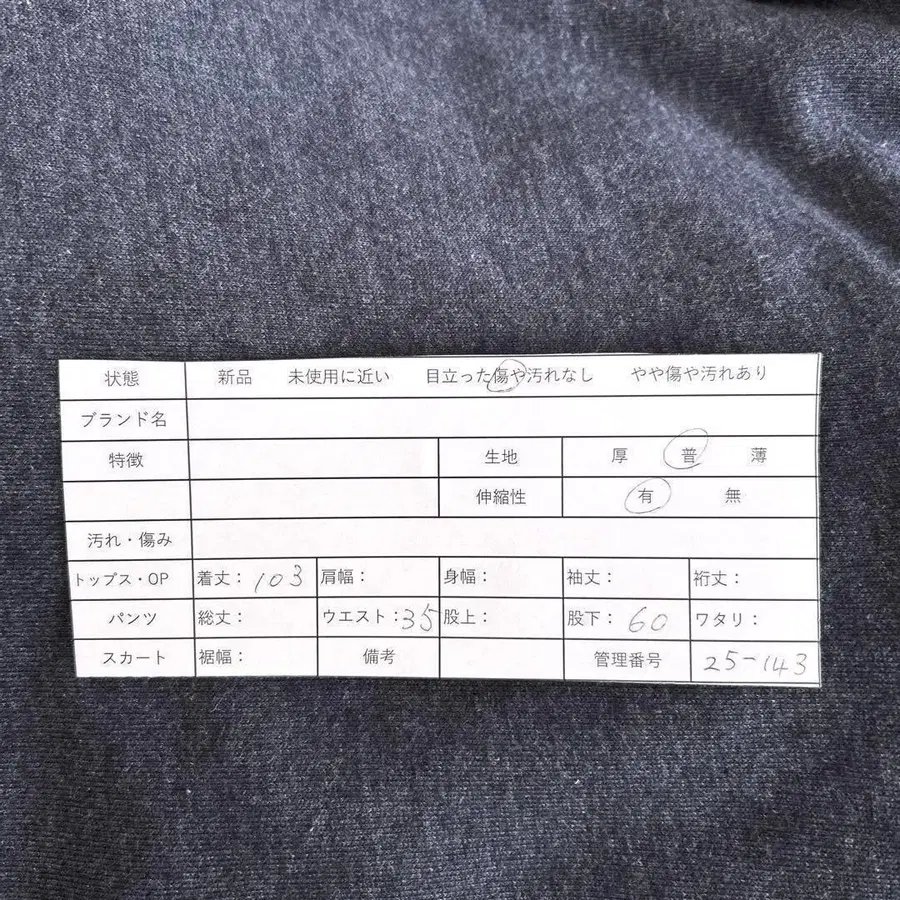 状態 新品 未使用に近い 目立った傷や汚れなし やや傷や汚れあり
ブランド名
特徴 生地 厚 普 薄
伸縮性 有 無
汚れ・傷み
トップス・OP 着丈： 103 肩幅： 身幅： 袖丈： 裄丈：
パンツ 総丈： ウエスト：35 股上： 股下： 60 ワタリ：
スカート 裾幅： 備考 管理番号 25-143